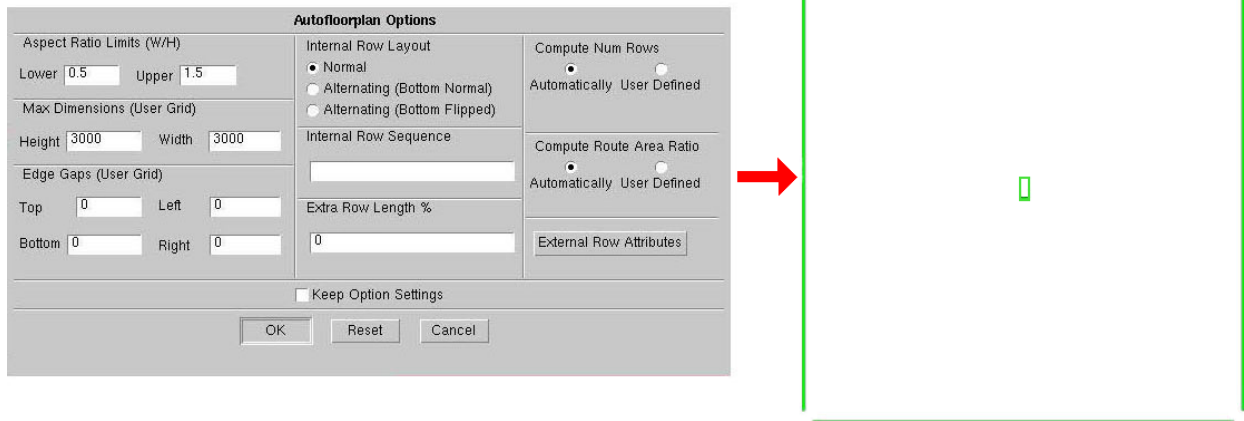 Autofloorplan Options
Aspect Ratio Limits (W/H)
Lower 0.5 Upper 1.5
Max Dimensions (User Grid)
Height 3000 Width 3000
Edge Gaps (User Grid)
Top 0 Left 0
Bottom 0 Right 0
Internal Row Layout
Normal
Alternating (Bottom Normal)
Alternating (Bottom Flipped)
Internal Row Sequence
Extra Row Length %
0
Compute Num Rows
Automatically User Defined
Compute Route Area Ratio
Automatically User Defined
External Row Attributes
Keep Option Settings
OK Reset Cancel